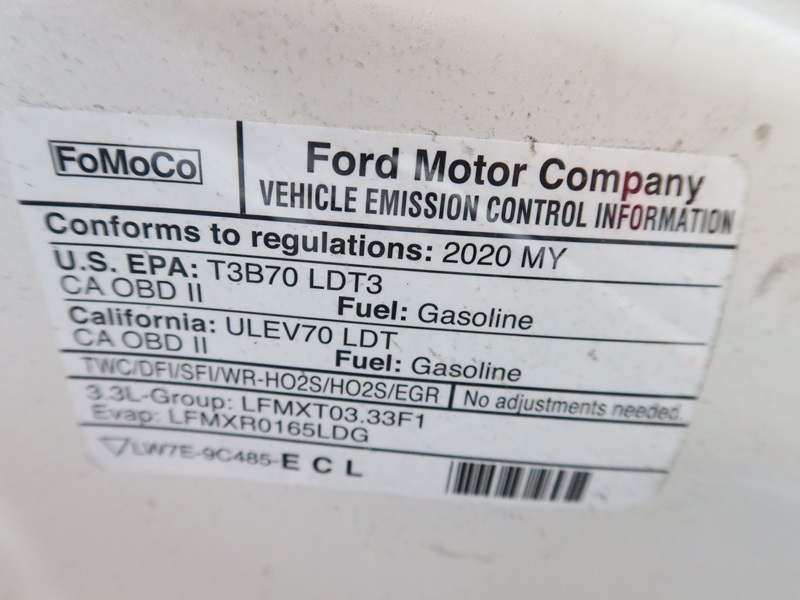 FoMoCo
Ford Motor Company
VEHICLE EMISSION CONTROL INFORMATION
Conforms to regulations: 2020 MY
U.S. EPA: T3B70 LDT3
CA OBD II Fuel: Gasoline
California: ULEV70 LDT
CA OBD II Fuel: Gasoline
TWC/DFI/SFI/WR-HO2S/HO2S/EGR No adjustments needed.
3.3L-Group: LFMXT03.33F1
Evap: LFMXR0165LDG
LW7E-9C485-E C L